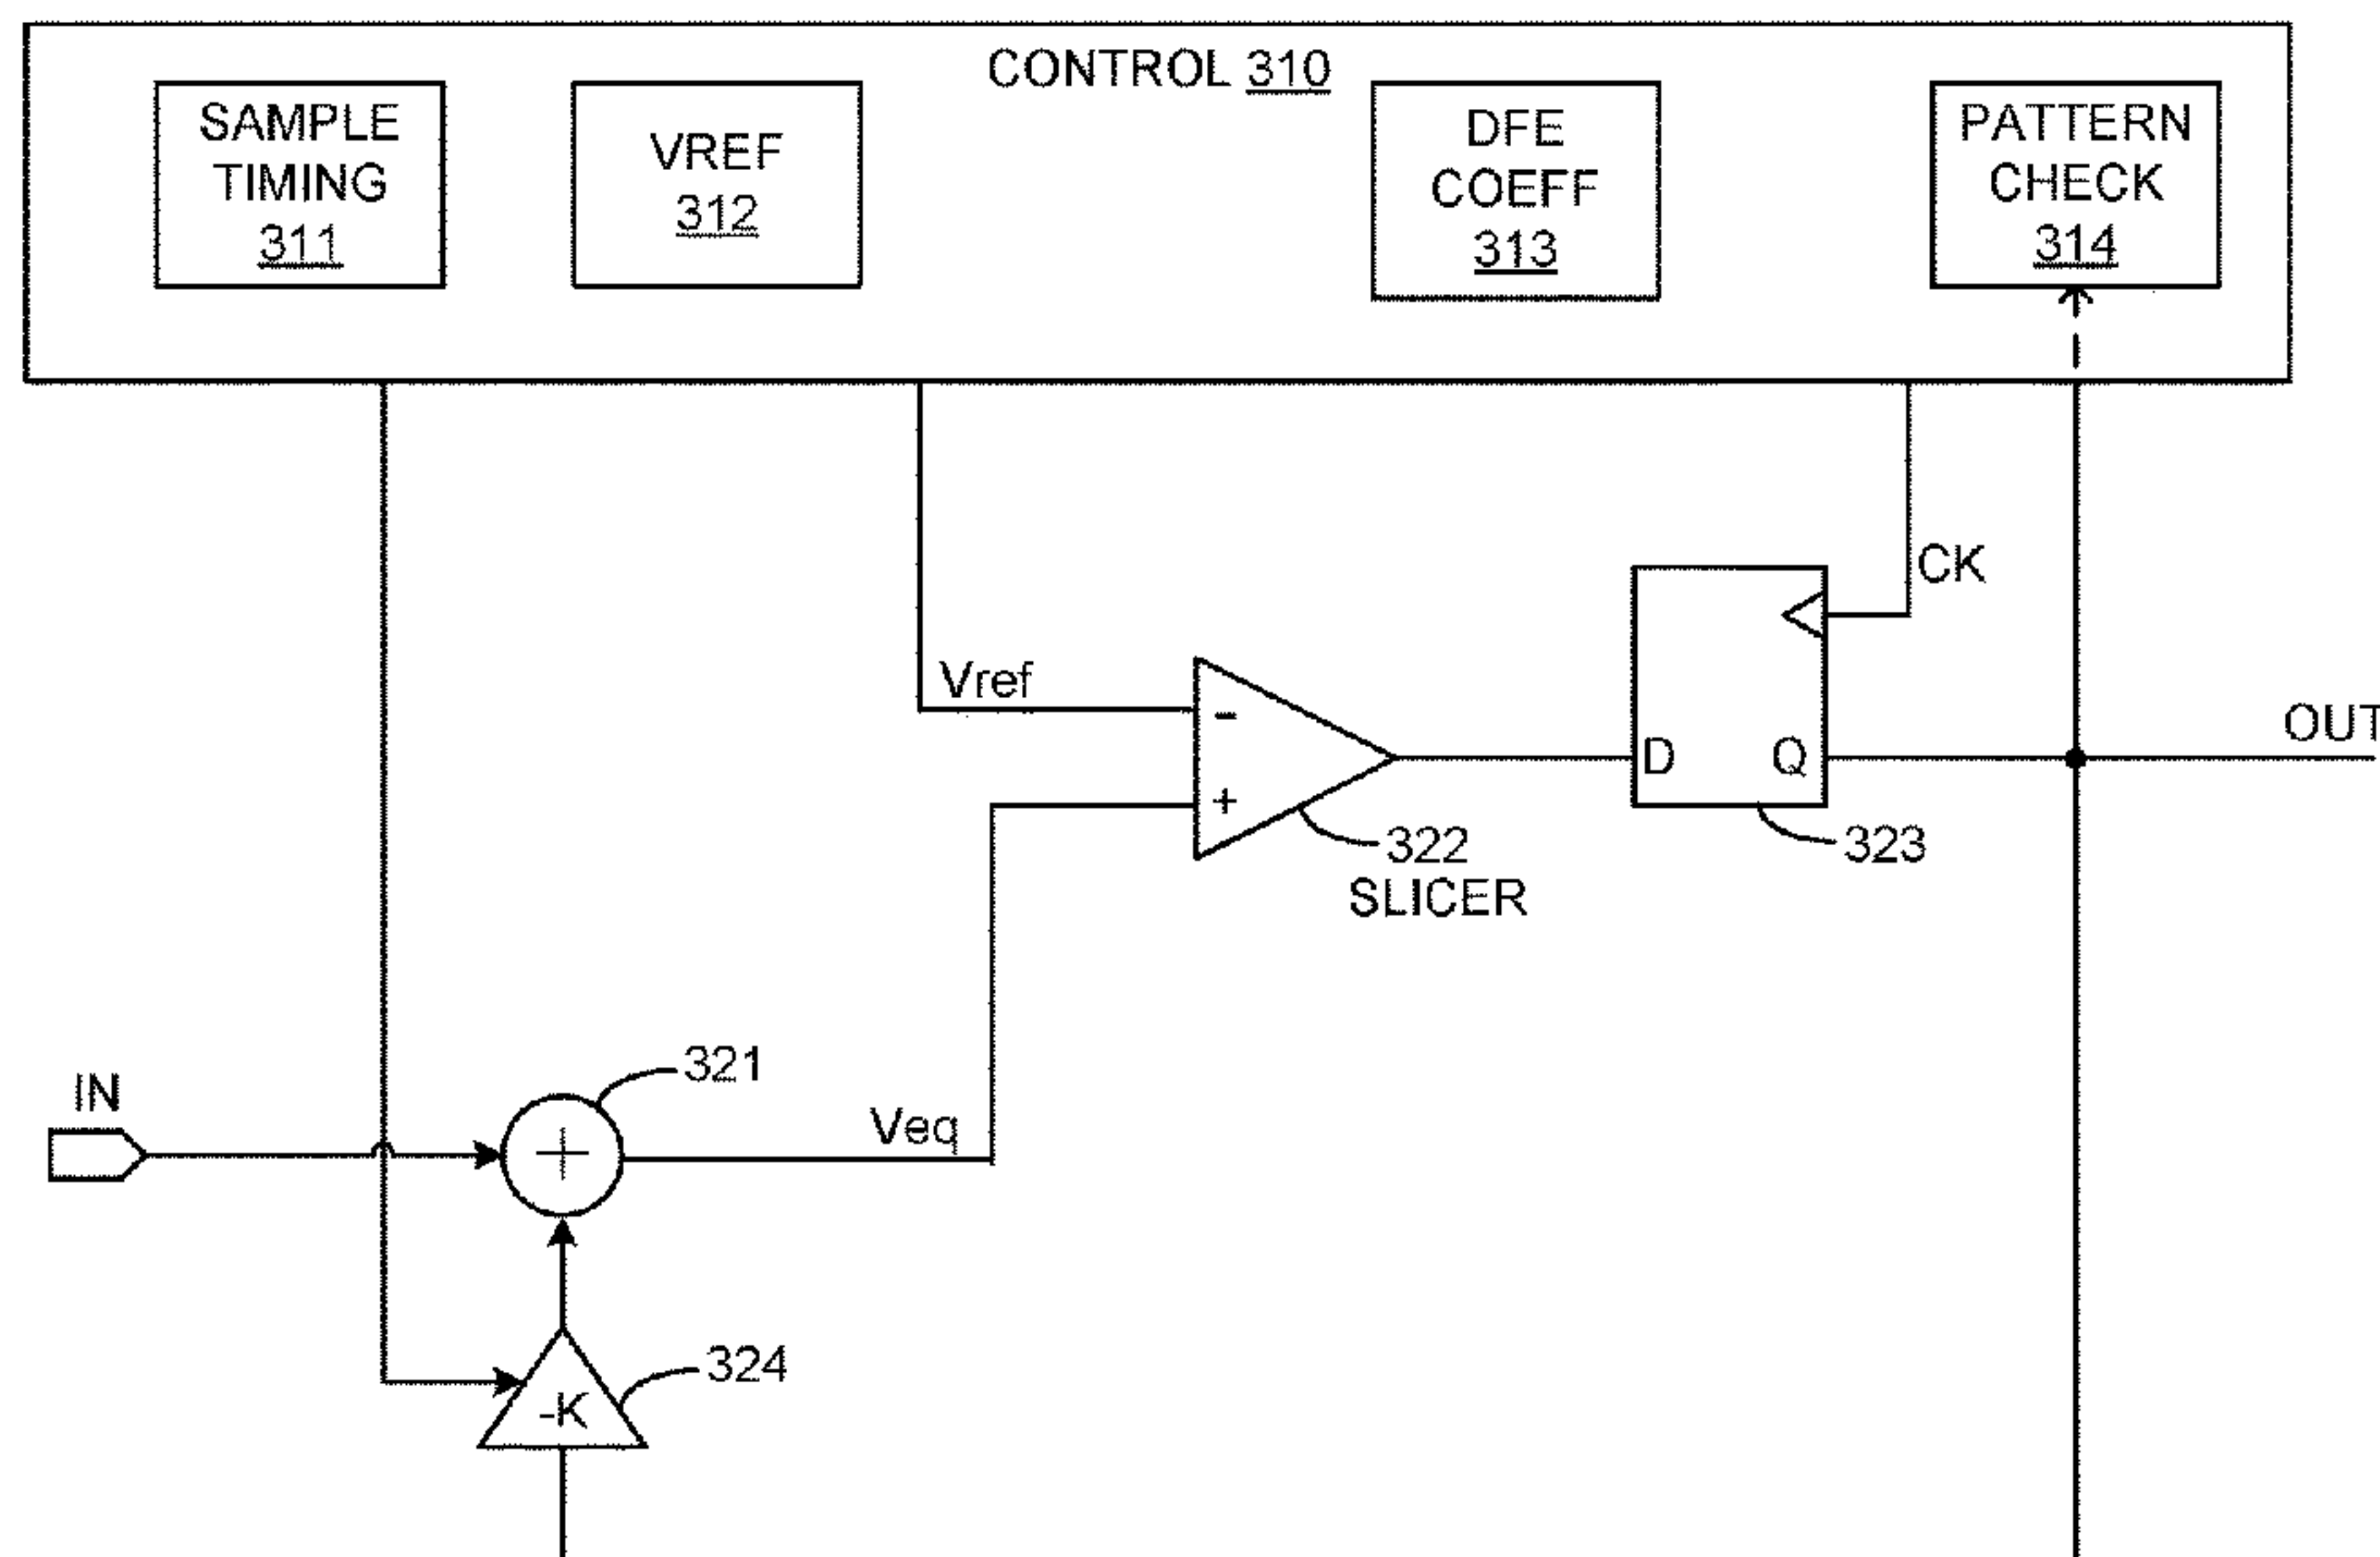 CONTROL 310
SAMPLE
TIMING
311
VREF
312
DFE
COEFF
313
PATTERN
CHECK
314
CK
Vref
-
+
D
Q
OUT
322
SLICER
323
IN
321
+
Veq
324
-K